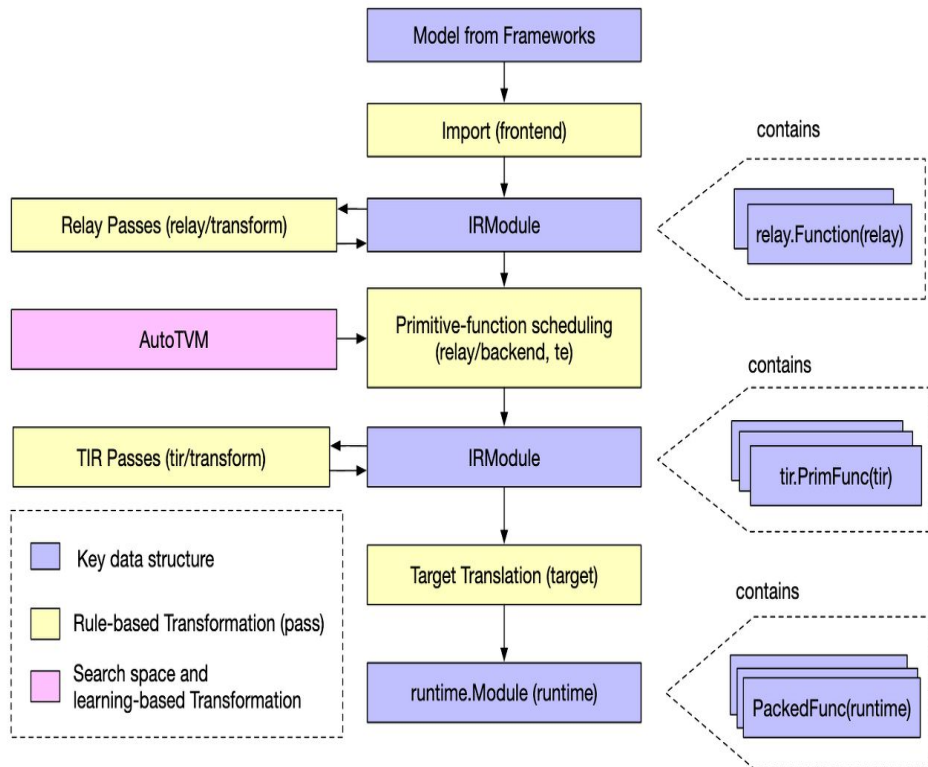 Model from Frameworks
Import (frontend)
contains
Relay Passes (relay/transform)
IRModule
relay.Function(relay)
AutoTVM
Primitive-function scheduling
(relay/backend, te)
contains
TIR Passes (tir/transform)
IRModule
tir.PrimFunc(tir)
Key data structure
Rule-based Transformation (pass)
Search space and
learning-based Transformation
Target Translation (target)
contains
runtime.Module (runtime)
PackedFunc(runtime)